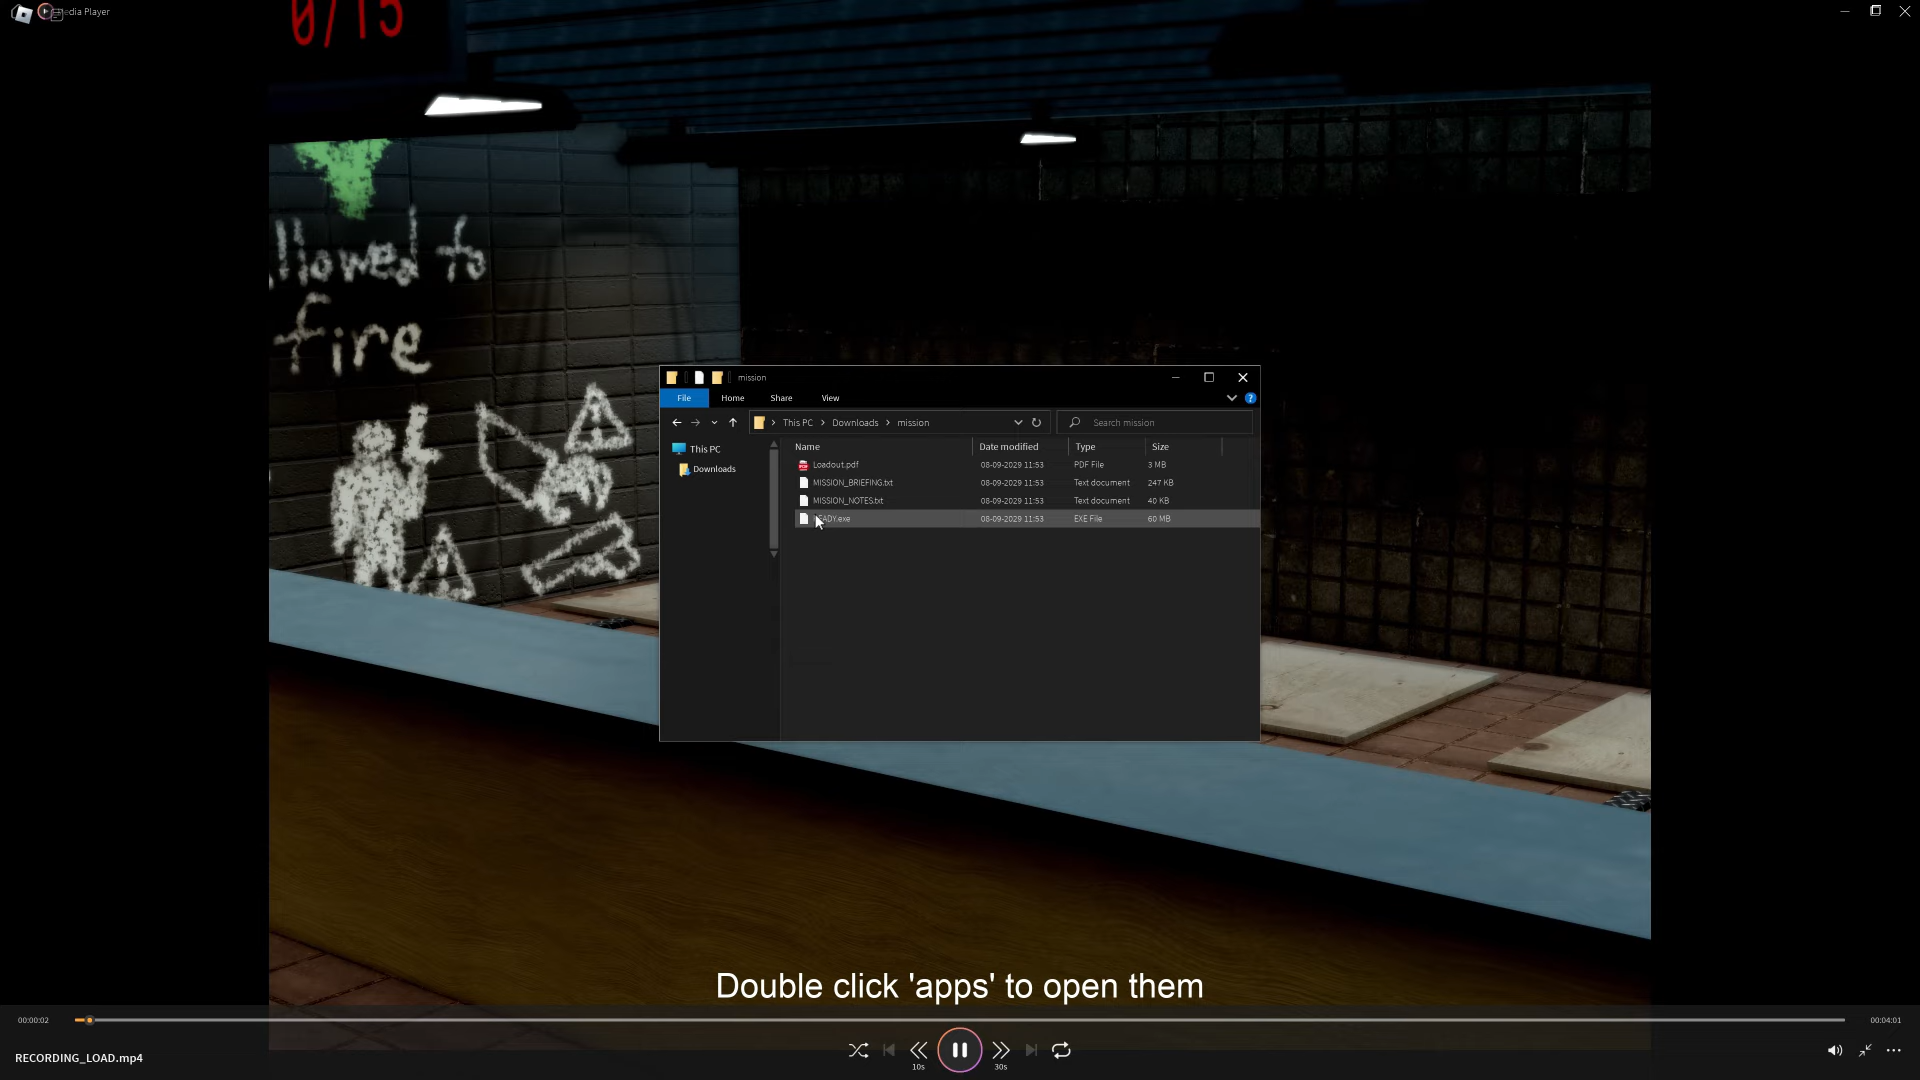 Media Player
0/15
llowed to
fire
mission
File Home Share View
This PC > Downloads > mission
Search mission
This PC
Downloads
Name Date modified Type Size
Loadout.pdf 08-09-2029 11:53 PDF File 3 MB
MISSION_BRIEFING.txt 08-09-2029 11:53 Text document 247 KB
MISSION_NOTES.txt 08-09-2029 11:53 Text document 40 KB
READY.exe 08-09-2029 11:53 EXE File 60 MB
Double click 'apps' to open them
00:00:02
00:04:01
RECORDING_LOAD.mp4
10s
30s